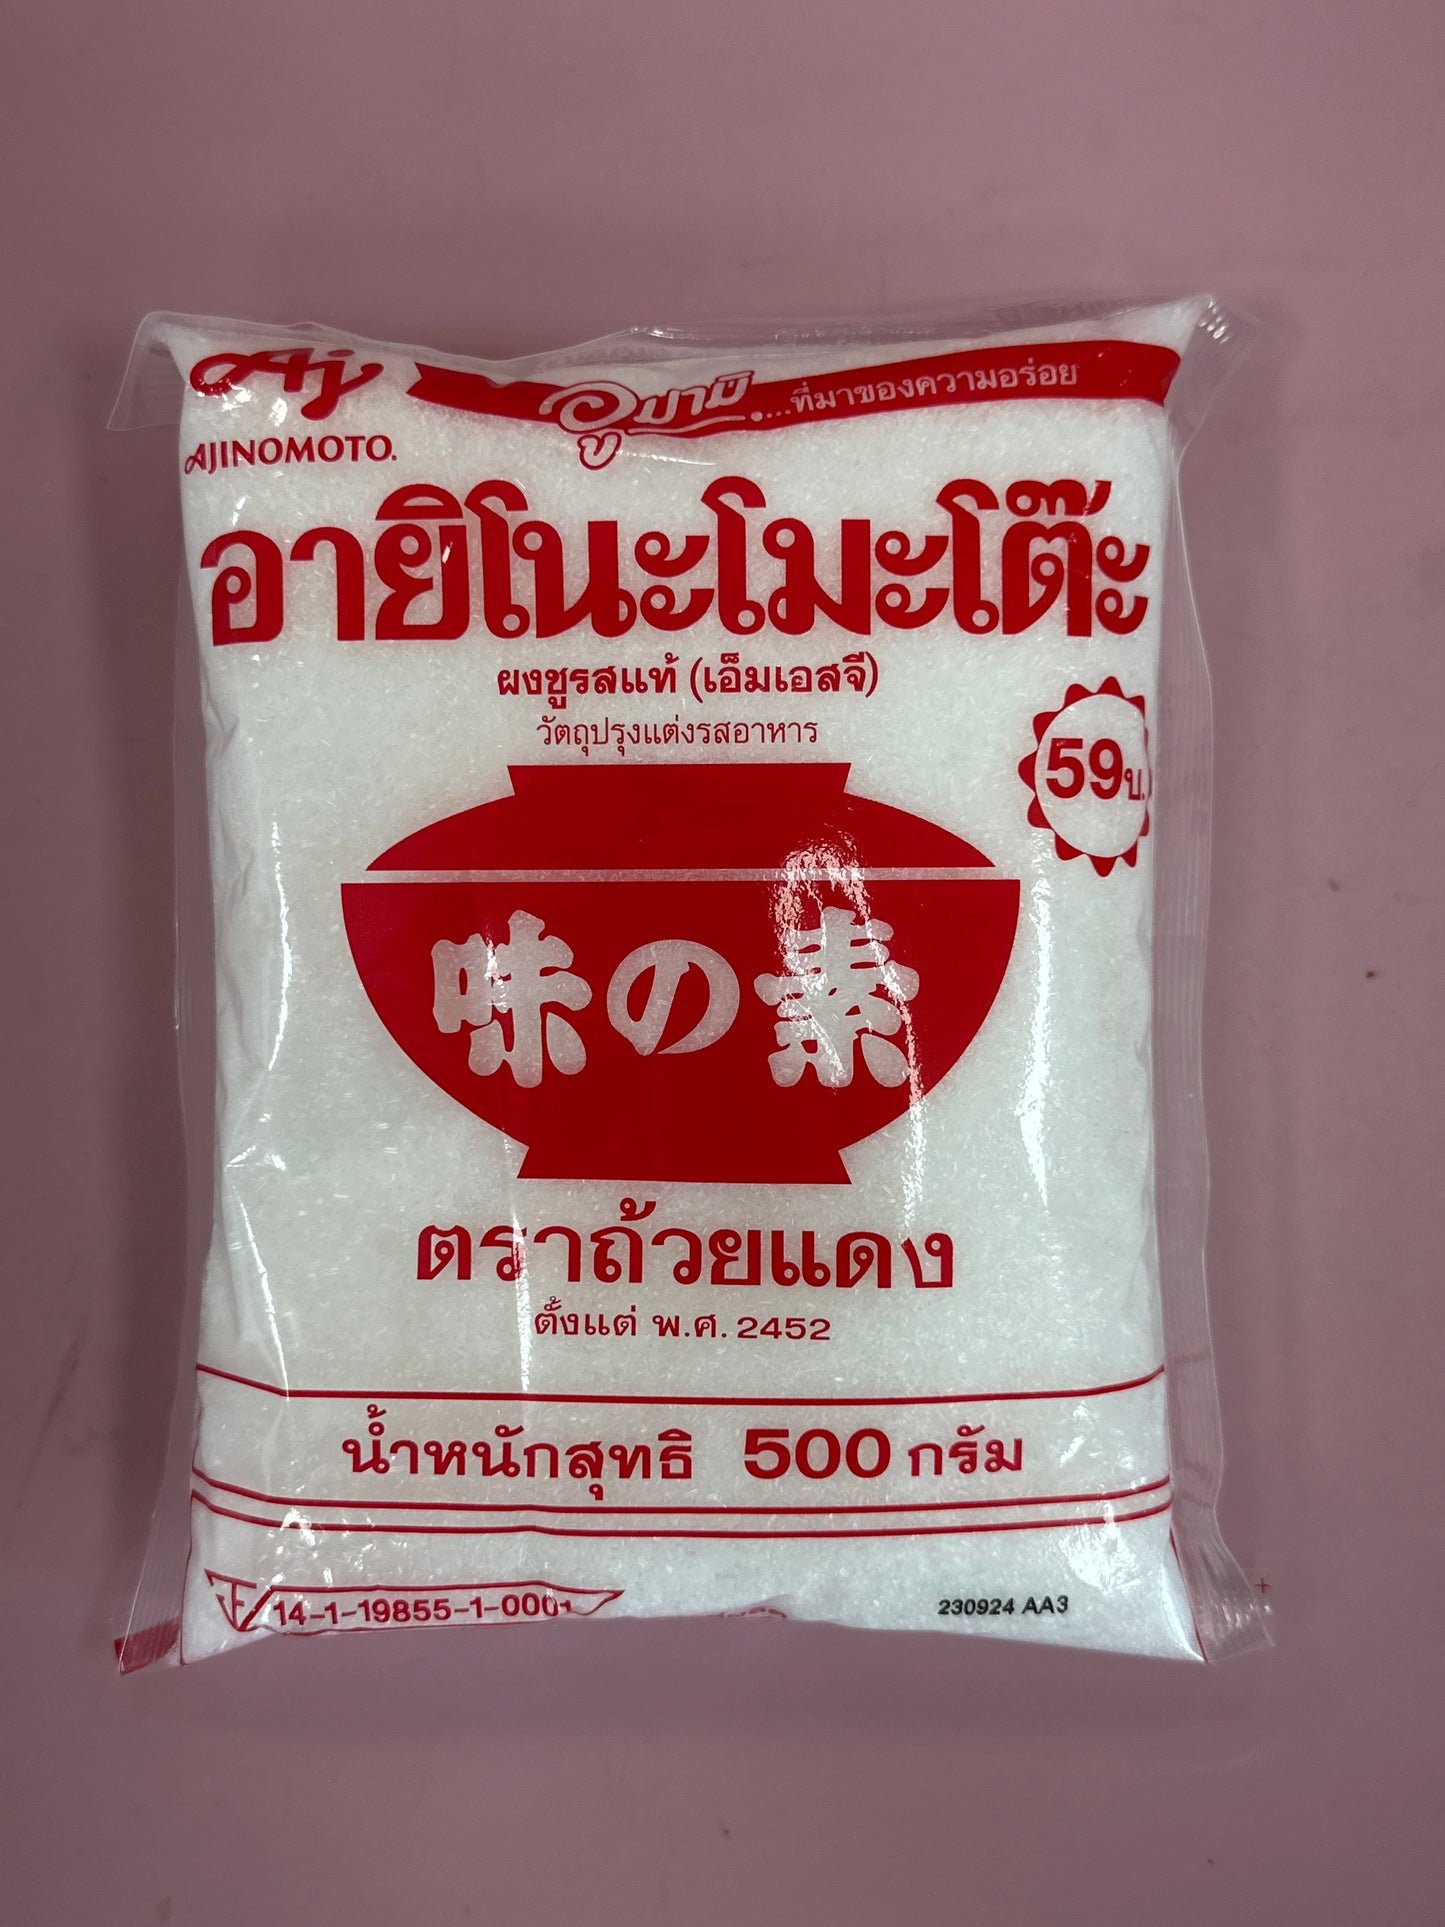 Aj
AJINOMOTO®
อูมามิ ...ที่มาของความอร่อย
อายิโนะโมะโต๊ะ
ผงชูรสแท้ (เอ็มเอสจี)
วัตถุปรุงแต่งรสอาหาร
59บ.
味の素
ตราถ้วยแดง
ตั้งแต่ พ.ศ. 2452
น้ำหนักสุทธิ 500 กรัม
14-1-19855-1-0001
230924 AA3